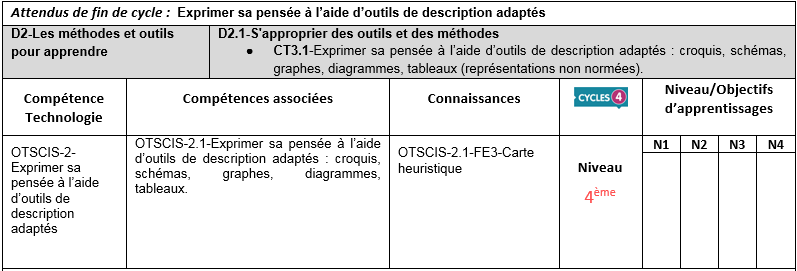 Attendus de fin de cycle : Exprimer sa pensée à l'aide d'outils de description adaptés
D2-Les méthodes et outils
pour apprendre
D2.1-S'approprier des outils et des méthodes
• CT3.1-Exprimer sa pensée à l'aide d'outils de description adaptés : croquis, schémas,
graphes, diagrammes, tableaux (représentations non normées).
Compétence
Technologie
Compétences associées
Connaissances
CYCLES 4
Niveau/Objectifs
d'apprentissages
N1 N2 N3 N4
OTSCIS-2-
Exprimer sa
pensée à l'aide
d'outils de
description
adaptés
OTSCIS-2.1-Exprimer sa pensée à l'aide
d'outils de description adaptés : croquis,
schémas, graphes, diagrammes,
tableaux.
OTSCIS-2.1-FE3-Carte
heuristique
Niveau
4ème